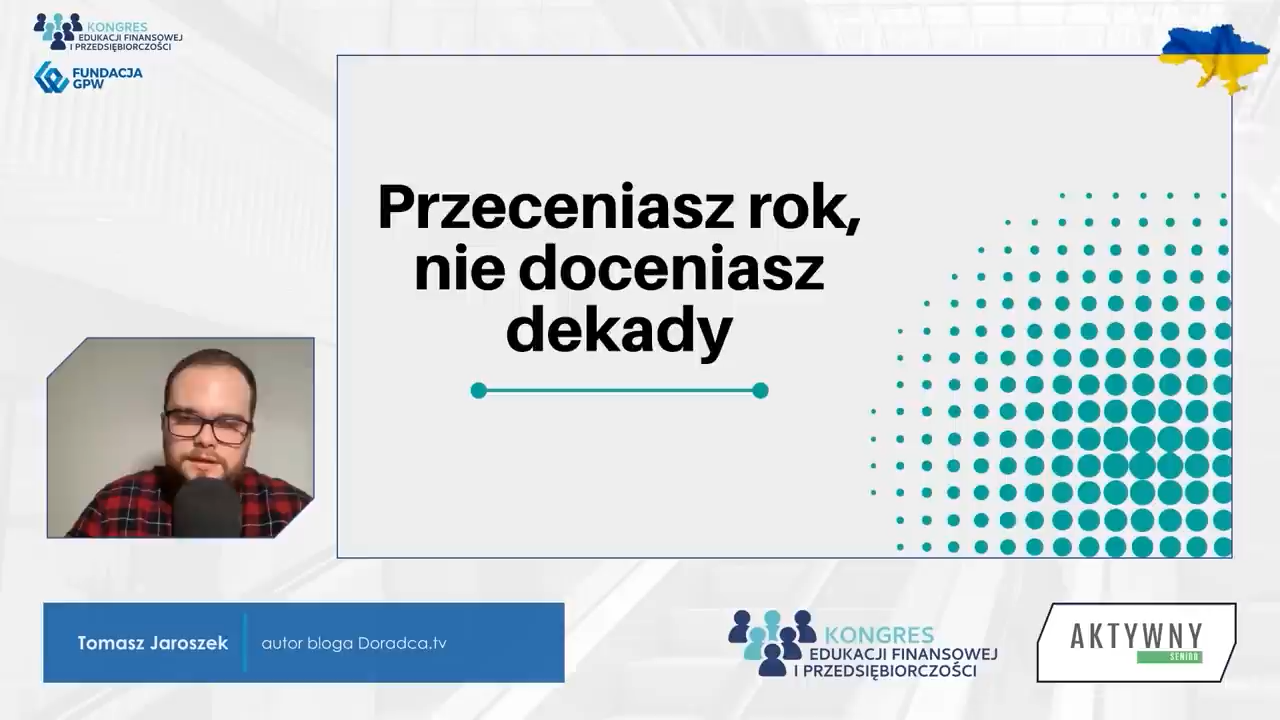 KONGRES
EDUKACJI FINANSOWEJ
I PRZEDSIĘBIORCZOŚCI
FUNDACJA
GPW
Przeceniasz rok,
nie doceniasz
dekady
Tomasz Jaroszek
autor bloga Doradca.tv
KONGRES
EDUKACJI FINANSOWEJ
I PRZEDSIĘBIORCZOŚCI
AKTYWNY
SENIOR